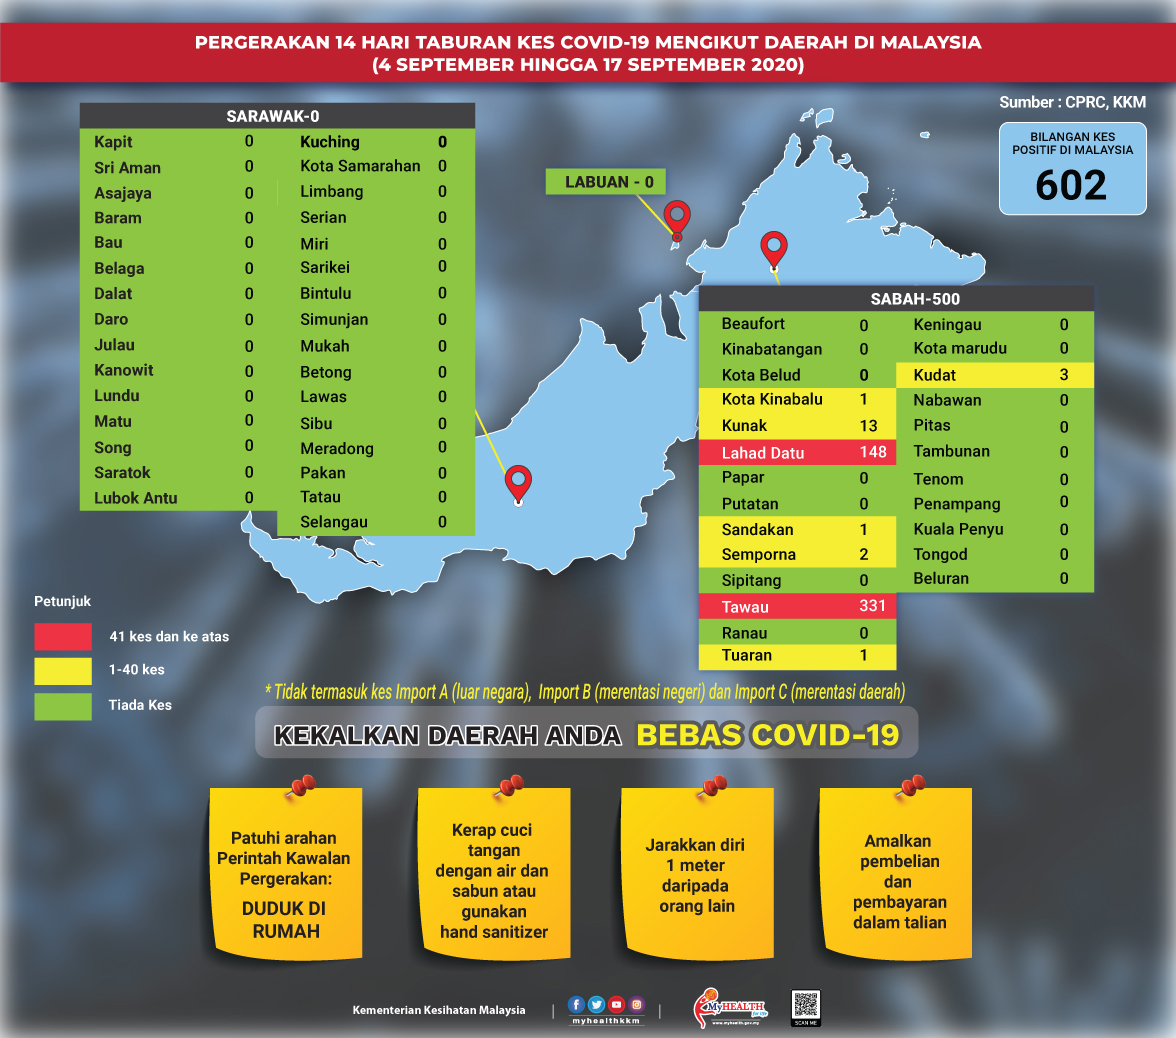 PERGERAKAN 14 HARI TABURAN KES COVID-19 MENGIKUT DAERAH DI MALAYSIA
(4 SEPTEMBER HINGGA 17 SEPTEMBER 2020)
Sumber : CPRC, KKM
BILANGAN KES
POSITIF DI MALAYSIA
602
SARAWAK-0
Kapit 0
Sri Aman 0
Asajaya 0
Baram 0
Bau 0
Belaga 0
Dalat 0
Daro 0
Julau 0
Kanowit 0
Lundu 0
Matu 0
Song 0
Saratok 0
Lubok Antu 0
Kuching 0
Kota Samarahan 0
Limbang 0
Serian 0
Miri 0
Sarikei 0
Bintulu 0
Simunjan 0
Mukah 0
Betong 0
Lawas 0
Sibu 0
Meradong 0
Pakan 0
Tatau 0
Selangau 0
LABUAN - 0
SABAH-500
Beaufort 0
Kinabatangan 0
Kota Belud 0
Kota Kinabalu 1
Kunak 13
Lahad Datu 148
Papar 0
Putatan 0
Sandakan 1
Semporna 2
Sipitang 0
Tawau 331
Ranau 0
Tuaran 1
Keningau 0
Kota marudu 0
Kudat 3
Nabawan 0
Pitas 0
Tambunan 0
Tenom 0
Penampang 0
Kuala Penyu 0
Tongod 0
Beluran 0
Petunjuk
41 kes dan ke atas
1-40 kes
Tiada Kes
* Tidak termasuk kes Import A (luar negara), Import B (merentasi negeri) dan Import C (merentasi daerah)
KEKALKAN DAERAH ANDA BEBAS COVID-19
Patuhi arahan
Perintah Kawalan
Pergerakan:
DUDUK DI
RUMAH
Kerap cuci
tangan
dengan air dan
sabun atau
gunakan
hand sanitizer
Jarakkan diri
1 meter
daripada
orang lain
Amalkan
pembelian
dan
pembayaran
dalam talian
Kementerian Kesihatan Malaysia
myhealthkkm
MyHEALTH
for life
www.myhealth.gov.my
SCAN ME